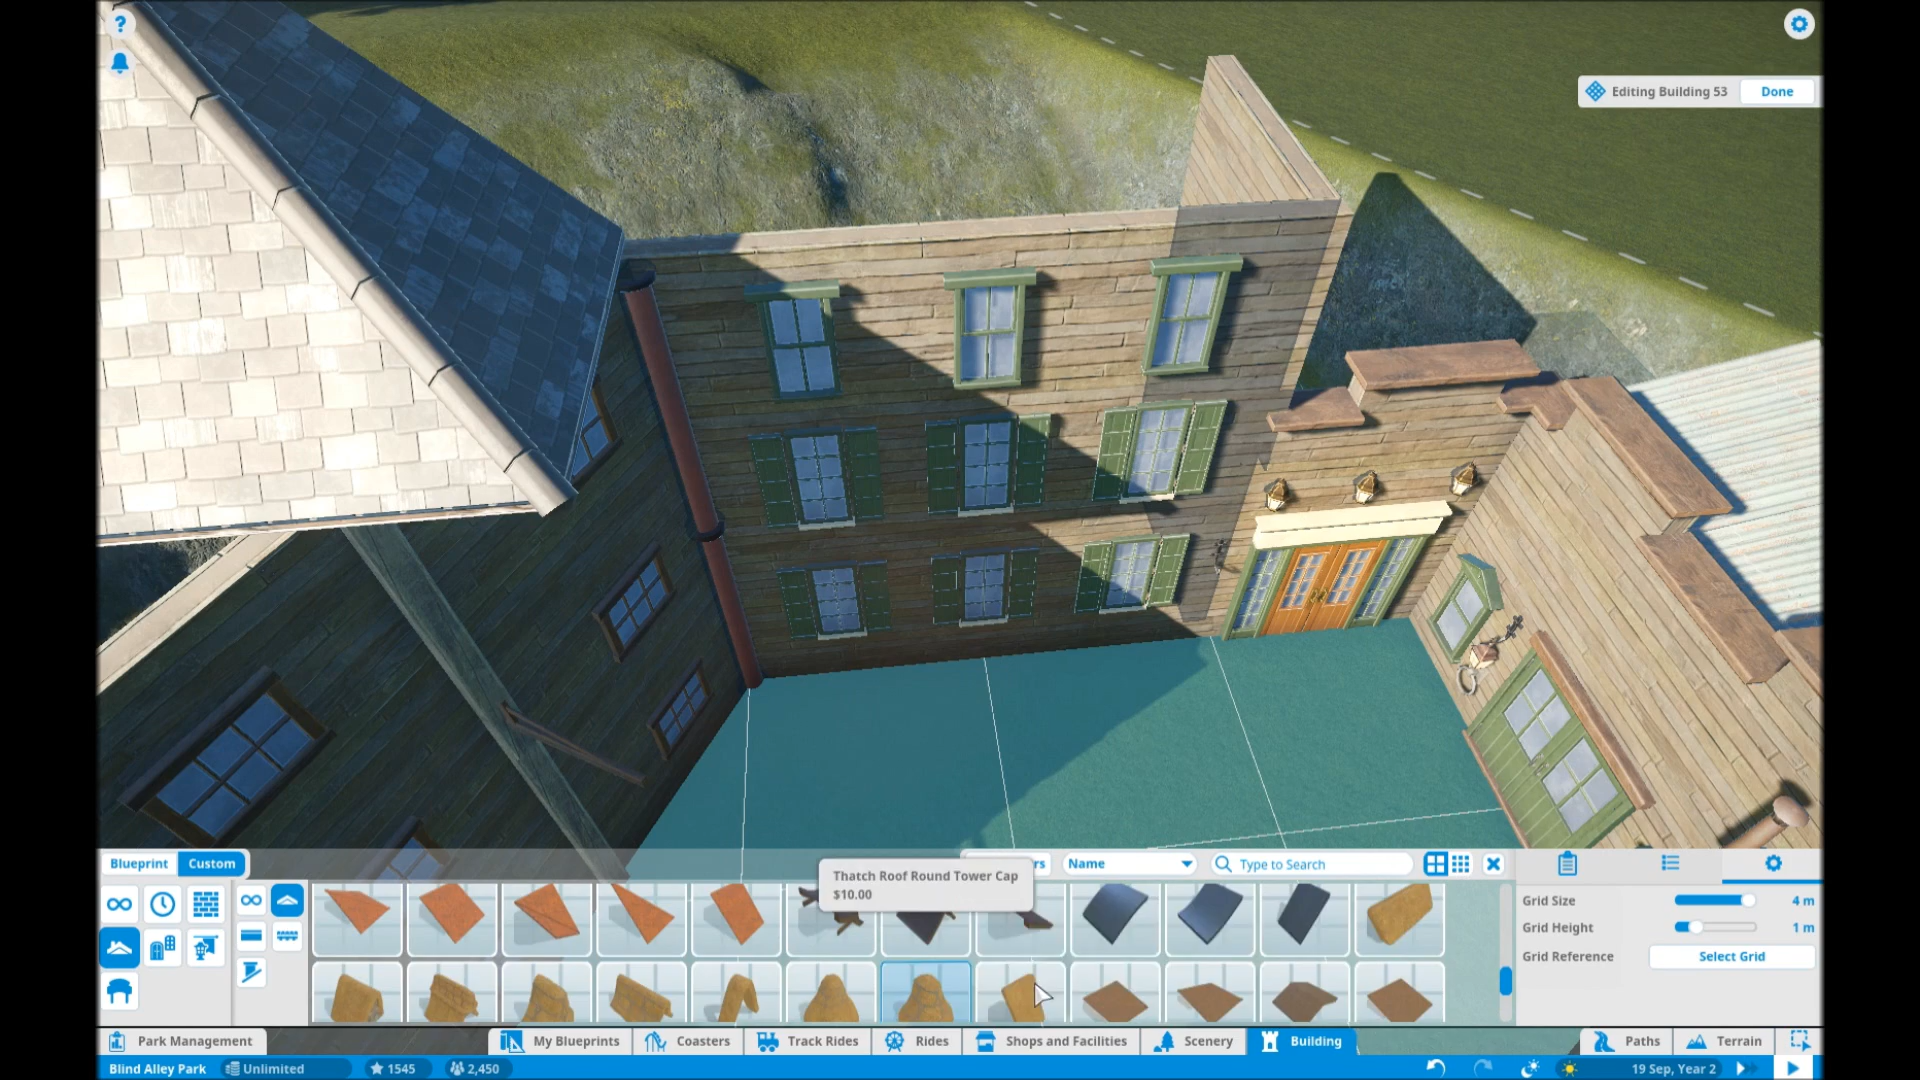 ?
Editing Building 53 Done
Blueprint Custom
Name
Type to Search
Thatch Roof Round Tower Cap
$10.00
Grid Size 4 m
Grid Height 1 m
Grid Reference Select Grid
Park Management My Blueprints Coasters Track Rides Rides Shops and Facilities Scenery Building Paths Terrain
Blind Alley Park Unlimited 1545 2,450 19 Sep, Year 2